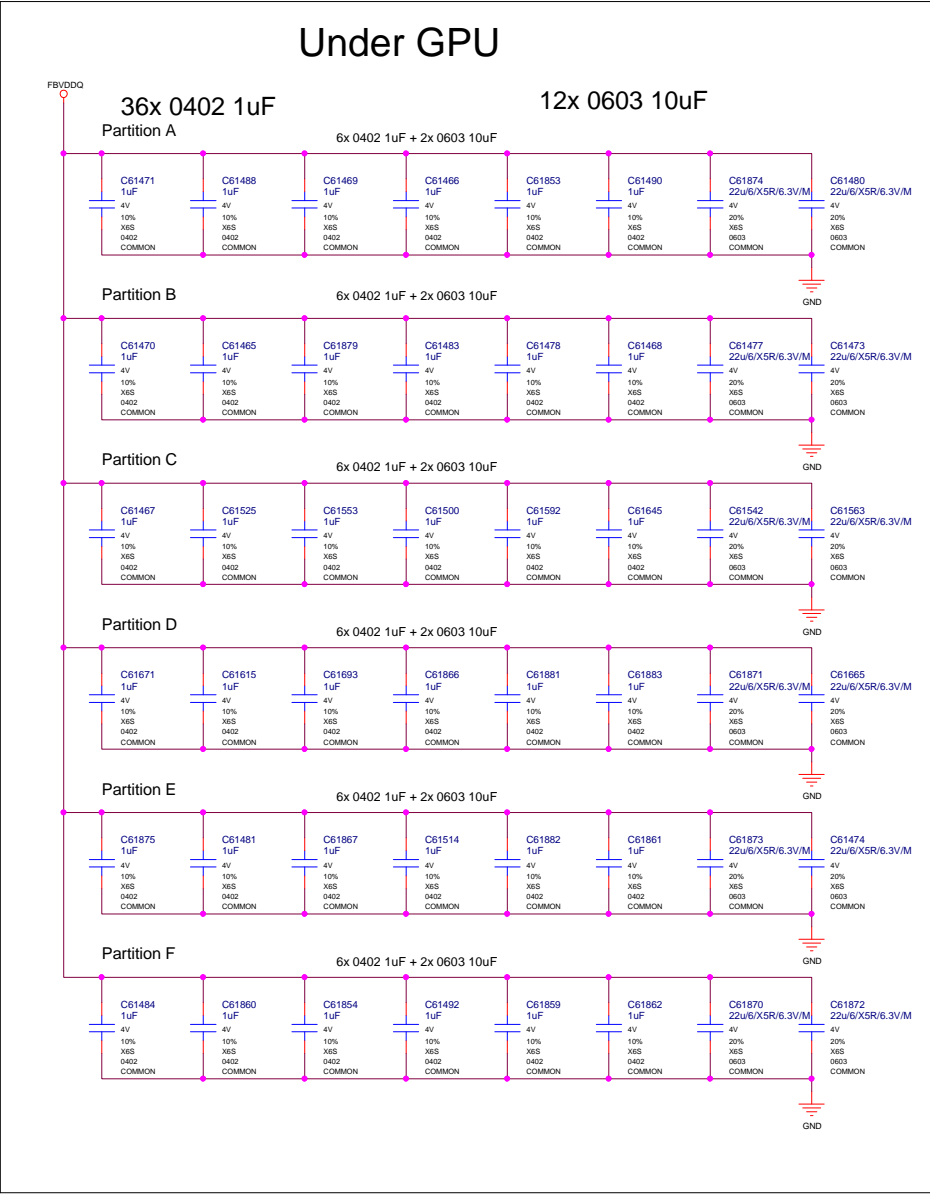 Under GPU
FBVDDQ
36x 0402 1uF
12x 0603 10uF
Partition A
6x 0402 1uF + 2x 0603 10uF
C61471 C61488 C61469 C61466 C61853 C61490 C61874 C61480
1uF 1uF 1uF 1uF 1uF 1uF 22u/6/X5R/6.3V/M 22u/6/X5R/6.3V/M
4V 4V 4V 4V 4V 4V 4V 4V
10% 10% 10% 10% 10% 10% 20% 20%
X6S X6S X6S X6S X6S X6S X6S X6S
0402 0402 0402 0402 0402 0402 0603 0603
COMMON COMMON COMMON COMMON COMMON COMMON COMMON COMMON
GND
Partition B
6x 0402 1uF + 2x 0603 10uF
C61470 C61465 C61879 C61483 C61478 C61468 C61477 C61473
1uF 1uF 1uF 1uF 1uF 1uF 22u/6/X5R/6.3V/M 22u/6/X5R/6.3V/M
4V 4V 4V 4V 4V 4V 4V 4V
10% 10% 10% 10% 10% 10% 20% 20%
X6S X6S X6S X6S X6S X6S X6S X6S
0402 0402 0402 0402 0402 0402 0603 0603
COMMON COMMON COMMON COMMON COMMON COMMON COMMON COMMON
GND
Partition C
6x 0402 1uF + 2x 0603 10uF
C61467 C61525 C61553 C61500 C61592 C61645 C61542 C61563
1uF 1uF 1uF 1uF 1uF 1uF 22u/6/X5R/6.3V/M 22u/6/X5R/6.3V/M
4V 4V 4V 4V 4V 4V 4V 4V
10% 10% 10% 10% 10% 10% 20% 20%
X6S X6S X6S X6S X6S X6S X6S X6S
0402 0402 0402 0402 0402 0402 0603 0603
COMMON COMMON COMMON COMMON COMMON COMMON COMMON COMMON
GND
Partition D
6x 0402 1uF + 2x 0603 10uF
C61671 C61615 C61693 C61866 C61881 C61883 C61871 C61665
1uF 1uF 1uF 1uF 1uF 1uF 22u/6/X5R/6.3V/M 22u/6/X5R/6.3V/M
4V 4V 4V 4V 4V 4V 4V 4V
10% 10% 10% 10% 10% 10% 20% 20%
X6S X6S X6S X6S X6S X6S X6S X6S
0402 0402 0402 0402 0402 0402 0603 0603
COMMON COMMON COMMON COMMON COMMON COMMON COMMON COMMON
GND
Partition E
6x 0402 1uF + 2x 0603 10uF
C61875 C61481 C61867 C61514 C61882 C61861 C61873 C61474
1uF 1uF 1uF 1uF 1uF 1uF 22u/6/X5R/6.3V/M 22u/6/X5R/6.3V/M
4V 4V 4V 4V 4V 4V 4V 4V
10% 10% 10% 10% 10% 10% 20% 20%
X6S X6S X6S X6S X6S X6S X6S X6S
0402 0402 0402 0402 0402 0402 0603 0603
COMMON COMMON COMMON COMMON COMMON COMMON COMMON COMMON
GND
Partition F
6x 0402 1uF + 2x 0603 10uF
C61484 C61860 C61854 C61492 C61859 C61862 C61870 C61872
1uF 1uF 1uF 1uF 1uF 1uF 22u/6/X5R/6.3V/M 22u/6/X5R/6.3V/M
4V 4V 4V 4V 4V 4V 4V 4V
10% 10% 10% 10% 10% 10% 20% 20%
X6S X6S X6S X6S X6S X6S X6S X6S
0402 0402 0402 0402 0402 0402 0603 0603
COMMON COMMON COMMON COMMON COMMON COMMON COMMON COMMON
GND